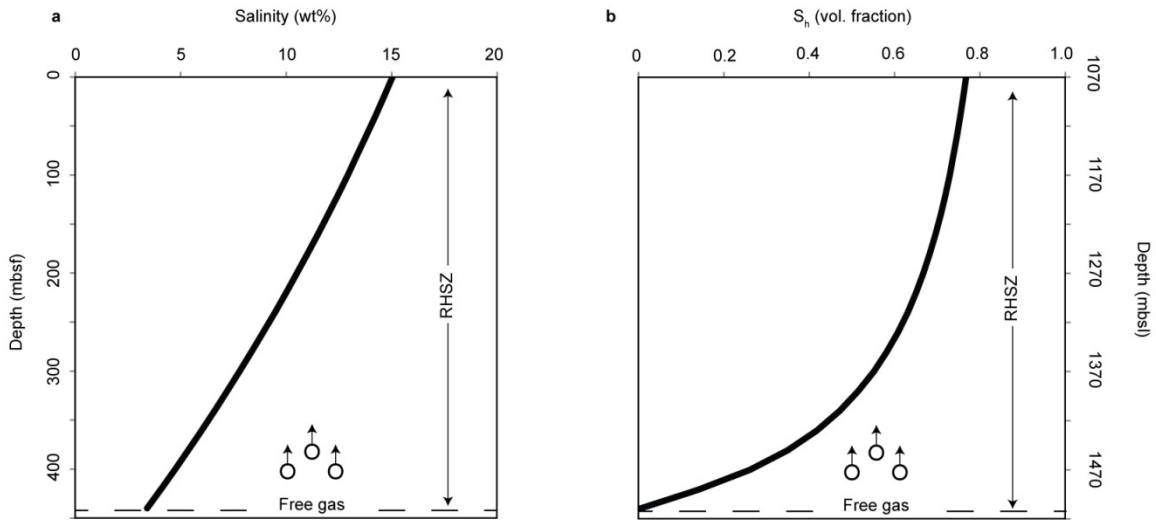 a
Salinity (wt%)
0 5 10 15 20
Depth (mbsf)
0
100
200
300
400
RHSZ
Free gas
b
Sh (vol. fraction)
0 0.2 0.4 0.6 0.8 1.0
1070
1170
1270
1370
1470
Depth (mbsl)
RHSZ
Free gas